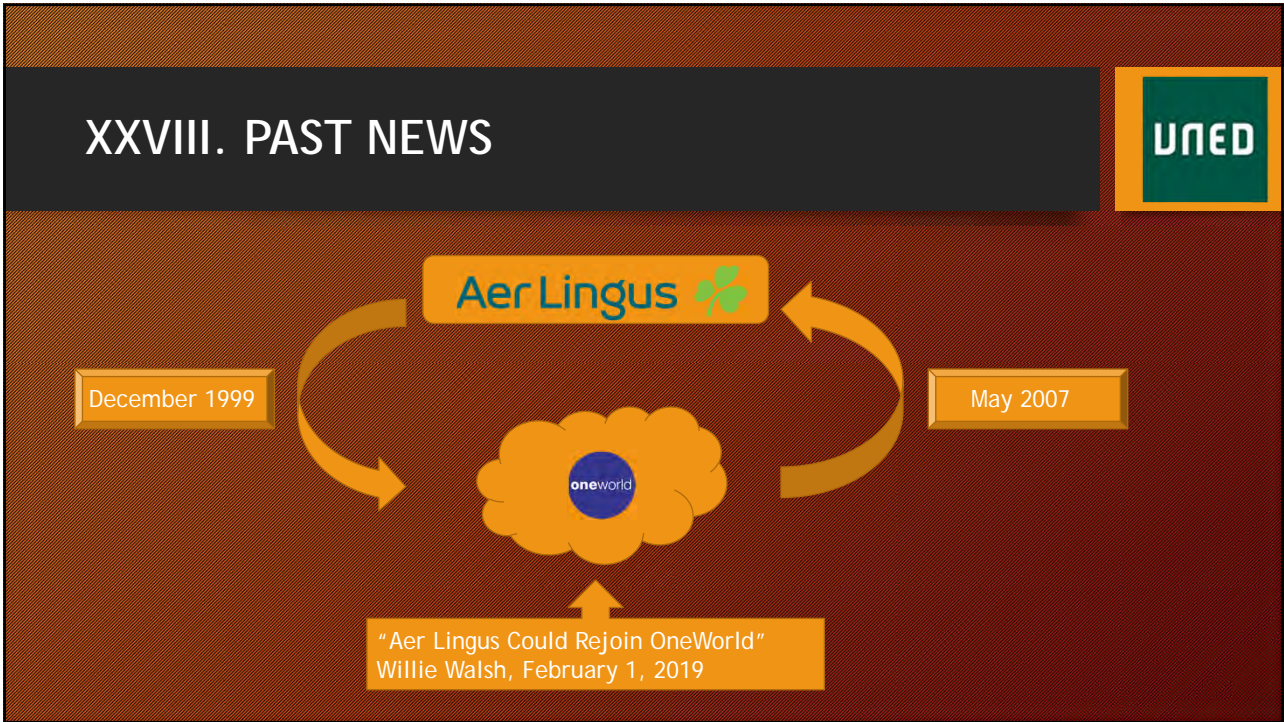 XXVIII. PAST NEWS
UNED
Aer Lingus
December 1999
May 2007
oneworld
“Aer Lingus Could Rejoin OneWorld”
Willie Walsh, February 1, 2019